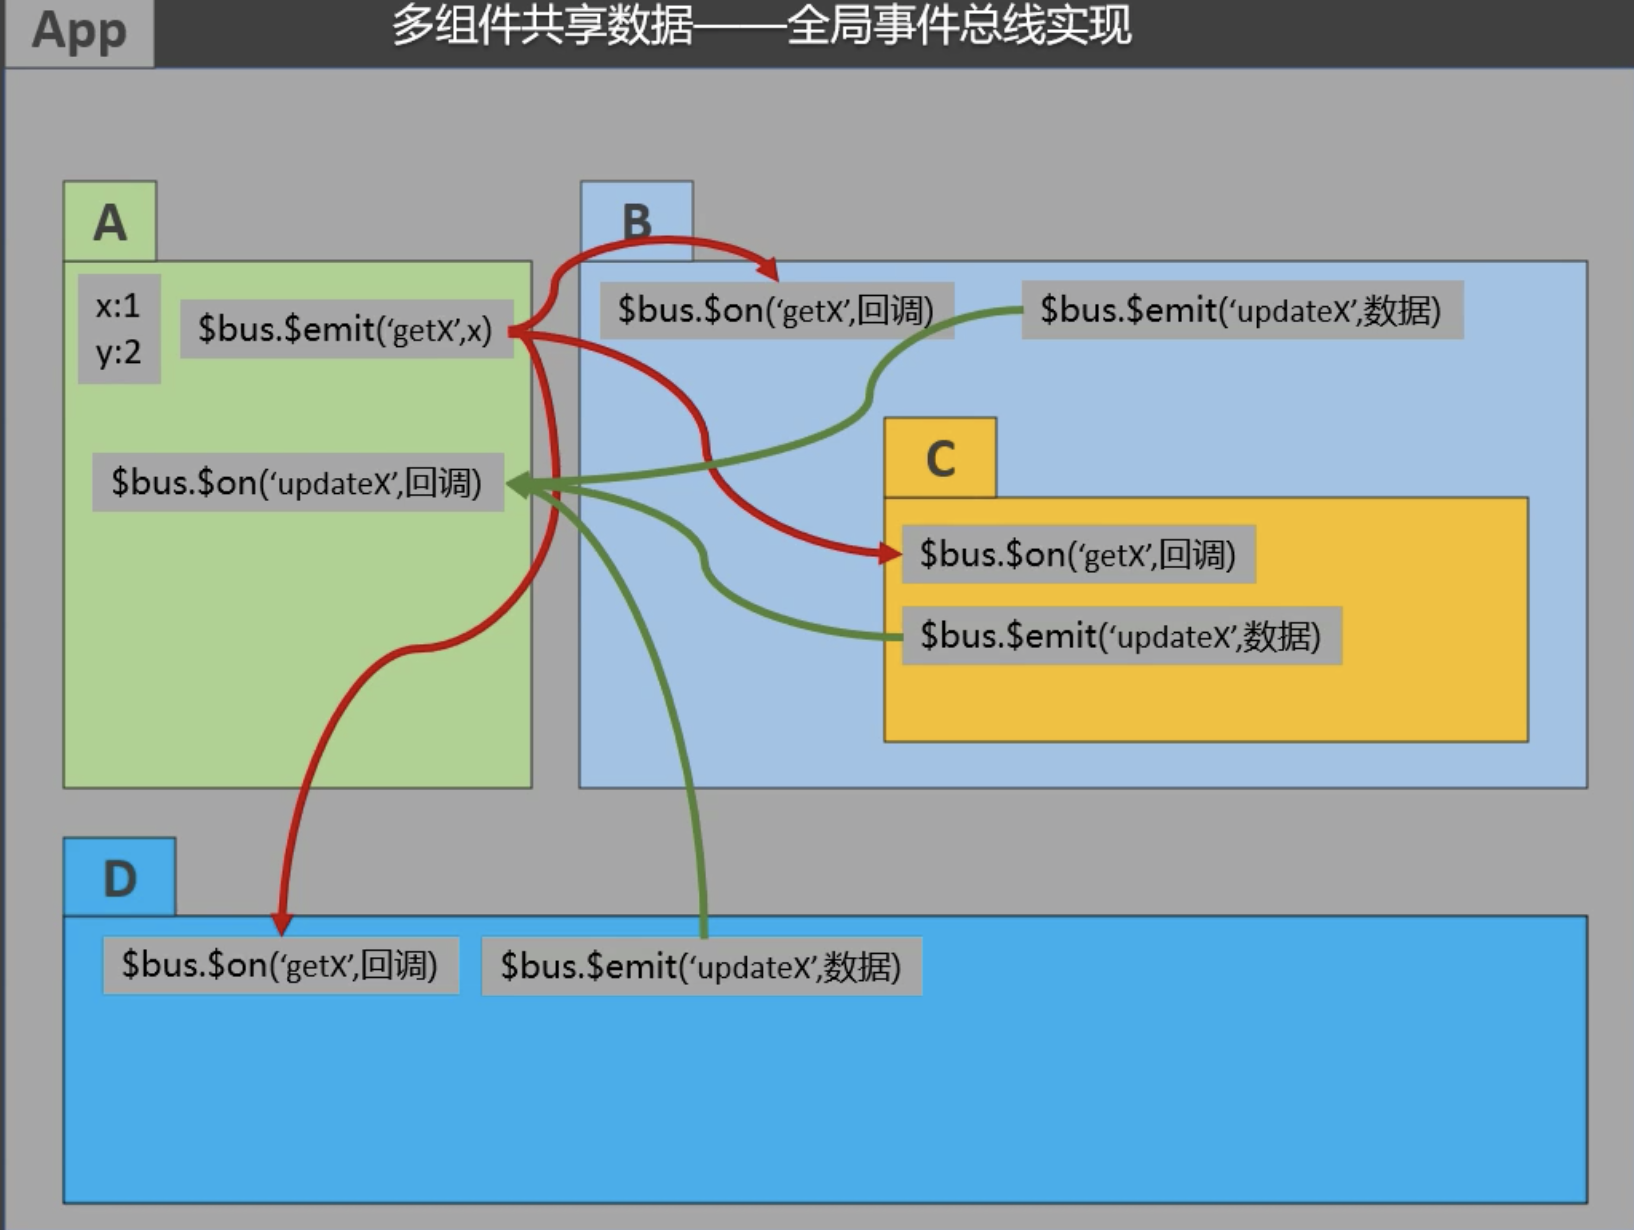 App
多组件共享数据——全局事件总线实现
A
B
x:1
y:2
$bus.$emit(‘getX’,x)
$bus.$on(‘getX’,回调)
$bus.$emit(‘updateX’,数据)
$bus.$on(‘updateX’,回调)
C
$bus.$on(‘getX’,回调)
$bus.$emit(‘updateX’,数据)
D
$bus.$on(‘getX’,回调)
$bus.$emit(‘updateX’,数据)